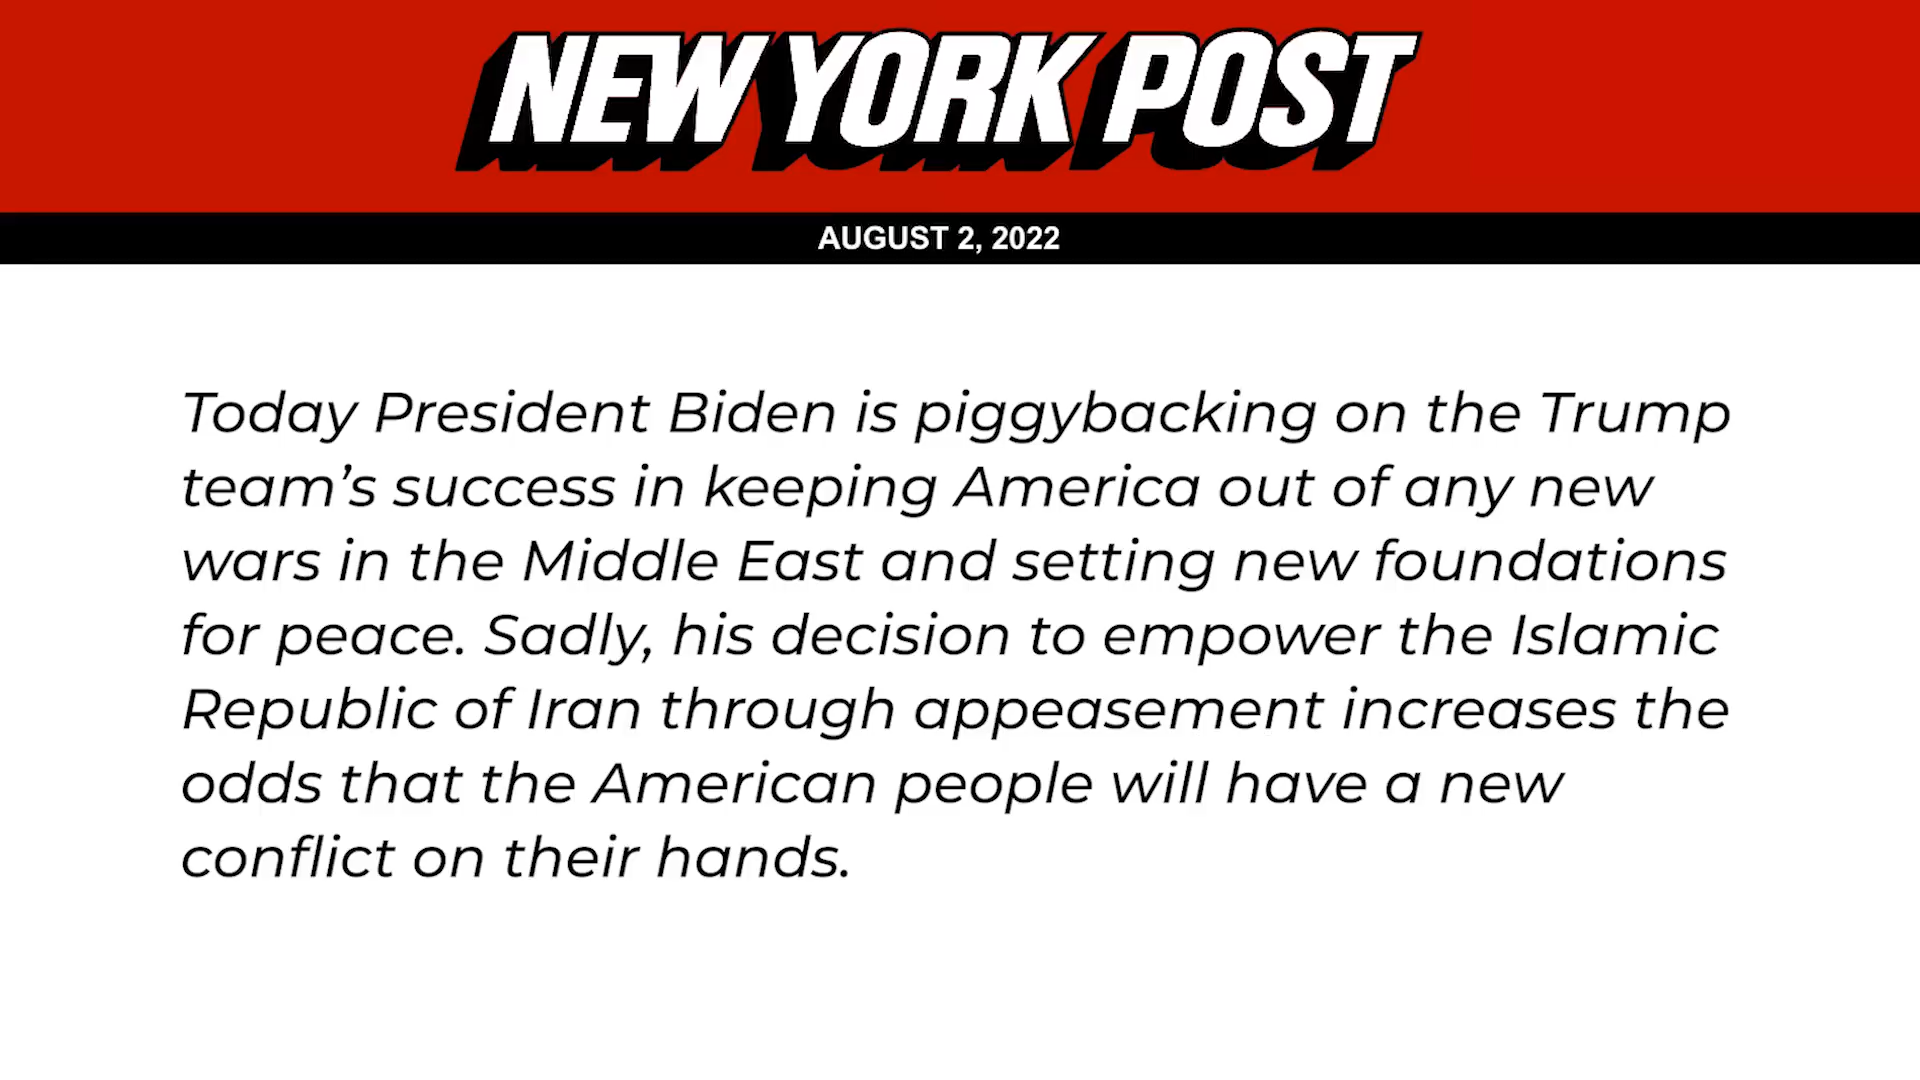 NEW YORK POST
AUGUST 2, 2022
Today President Biden is piggybacking on the Trump
team’s success in keeping America out of any new
wars in the Middle East and setting new foundations
for peace. Sadly, his decision to empower the Islamic
Republic of Iran through appeasement increases the
odds that the American people will have a new
conflict on their hands.